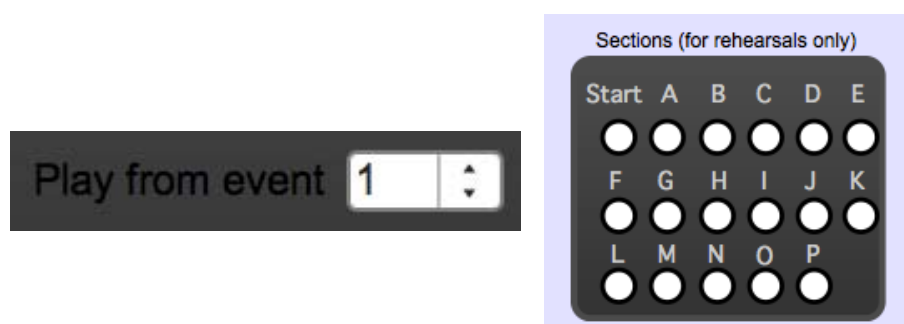 Play from event 1
Sections (for rehearsals only)
Start A B C D E
F G H I J K
L M N O P